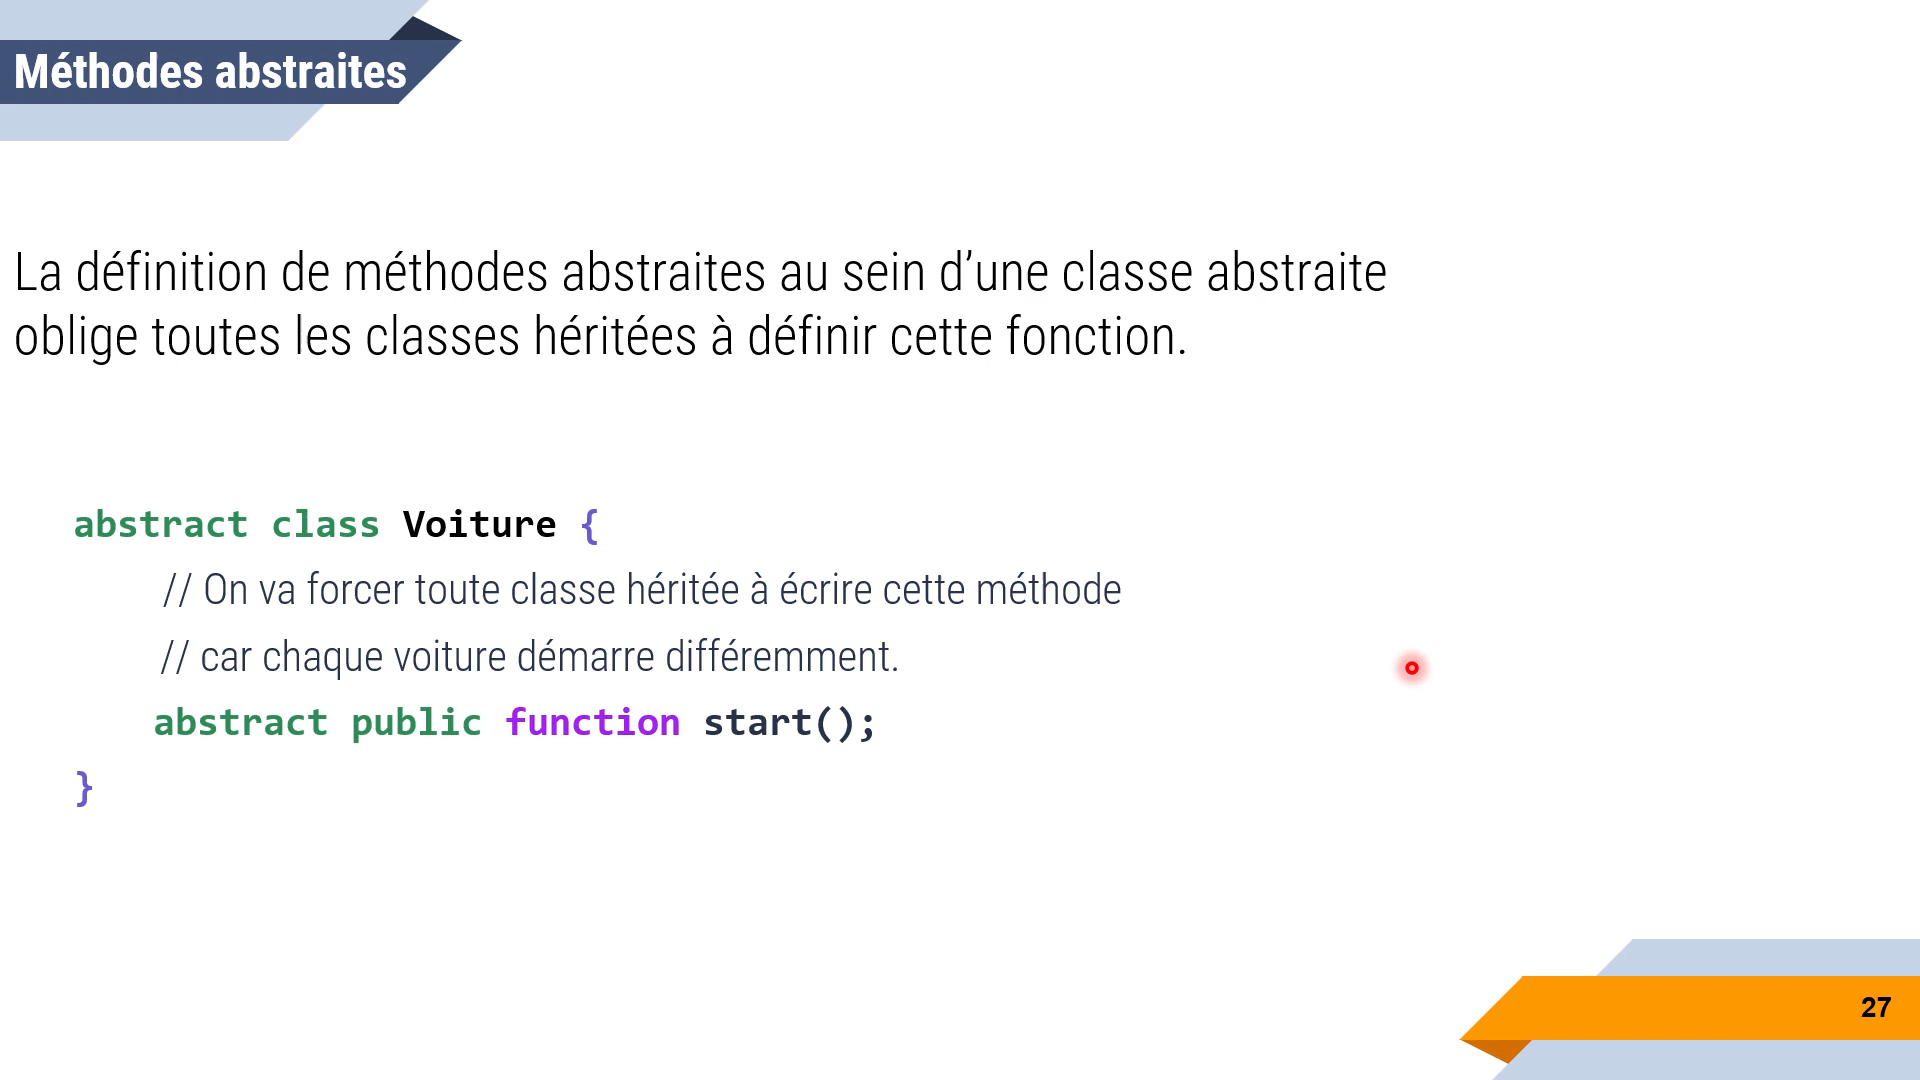 Méthodes abstraites
La définition de méthodes abstraites au sein d’une classe abstraite
oblige toutes les classes héritées à définir cette fonction.
abstract class Voiture {
// On va forcer toute classe héritée à écrire cette méthode
// car chaque voiture démarre différemment.
abstract public function start();
}
27